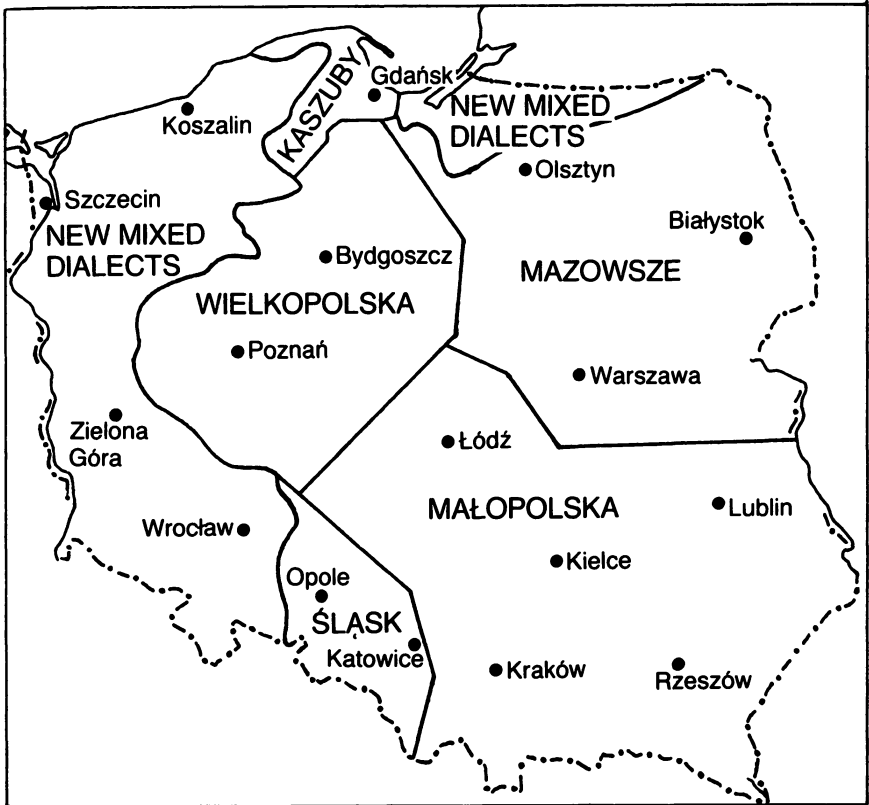 KASZUBY
Gdańsk
Koszalin
NEW MIXED
DIALECTS
Olsztyn
Szczecin
NEW MIXED
DIALECTS
Białystok
Bydgoszcz
MAZOWSZE
WIELKOPOLSKA
Poznań
Warszawa
Zielona
Góra
Łódź
MAŁOPOLSKA
Lublin
Wrocław
Kielce
Opole
ŚLĄSK
Katowice
Kraków
Rzeszów